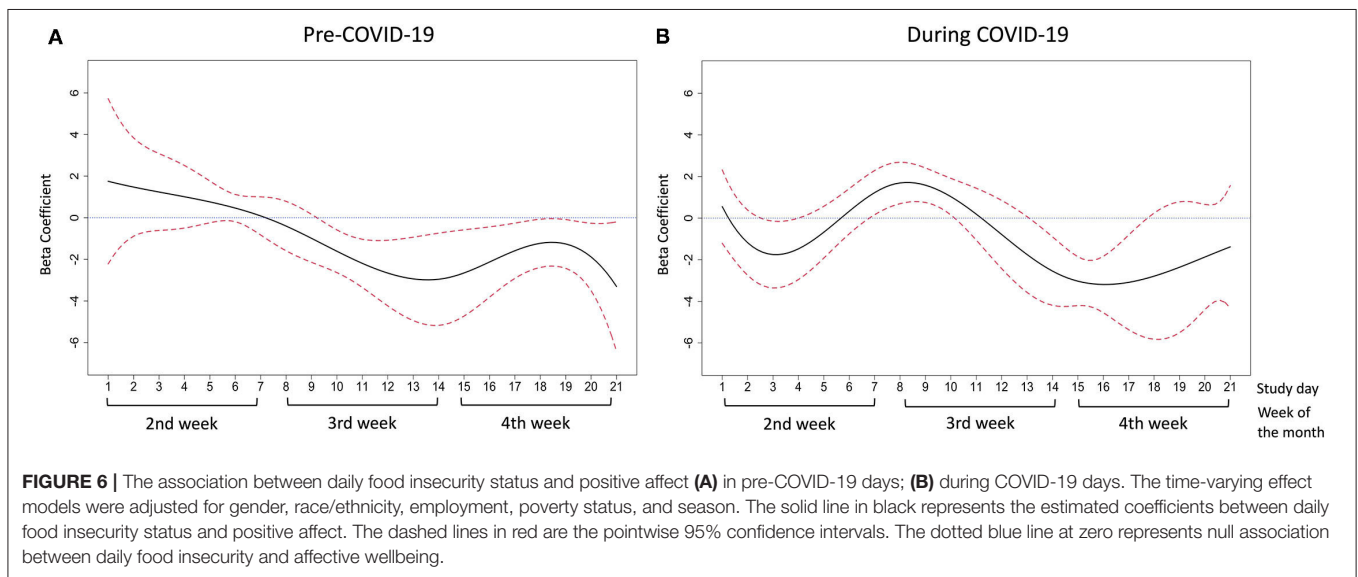 A
Pre-COVID-19
Beta Coefficient
6
4
2
0
-2
-4
-6
1 2 3 4 5 6 7 8 9 10 11 12 13 14 15 16 17 18 19 20 21
2nd week 3rd week 4th week
B
During COVID-19
Beta Coefficient
6
4
2
0
-2
-4
-6
1 2 3 4 5 6 7 8 9 10 11 12 13 14 15 16 17 18 19 20 21 Study day
2nd week 3rd week 4th week Week of
the month
FIGURE 6 | The association between daily food insecurity status and positive affect (A) in pre-COVID-19 days; (B) during COVID-19 days. The time-varying effect
models were adjusted for gender, race/ethnicity, employment, poverty status, and season. The solid line in black represents the estimated coefficients between daily
food insecurity status and positive affect. The dashed lines in red are the pointwise 95% confidence intervals. The dotted blue line at zero represents null association
between daily food insecurity and affective wellbeing.